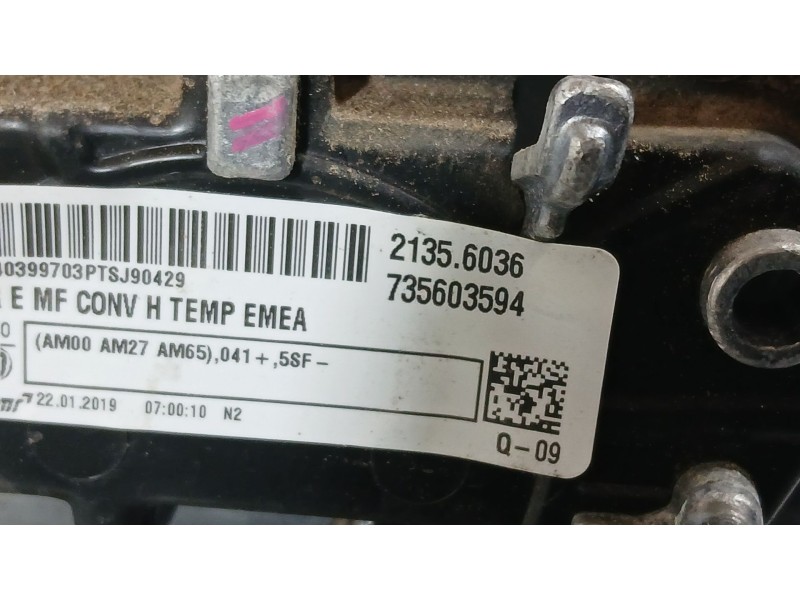 2135.6036
735603594
40399703PTSJ90429
E MF CONV H TEMP EMEA
(AM00 AM27 AM65),041+,5SF-
22.01.2019 07:00:10 N2
Q-09